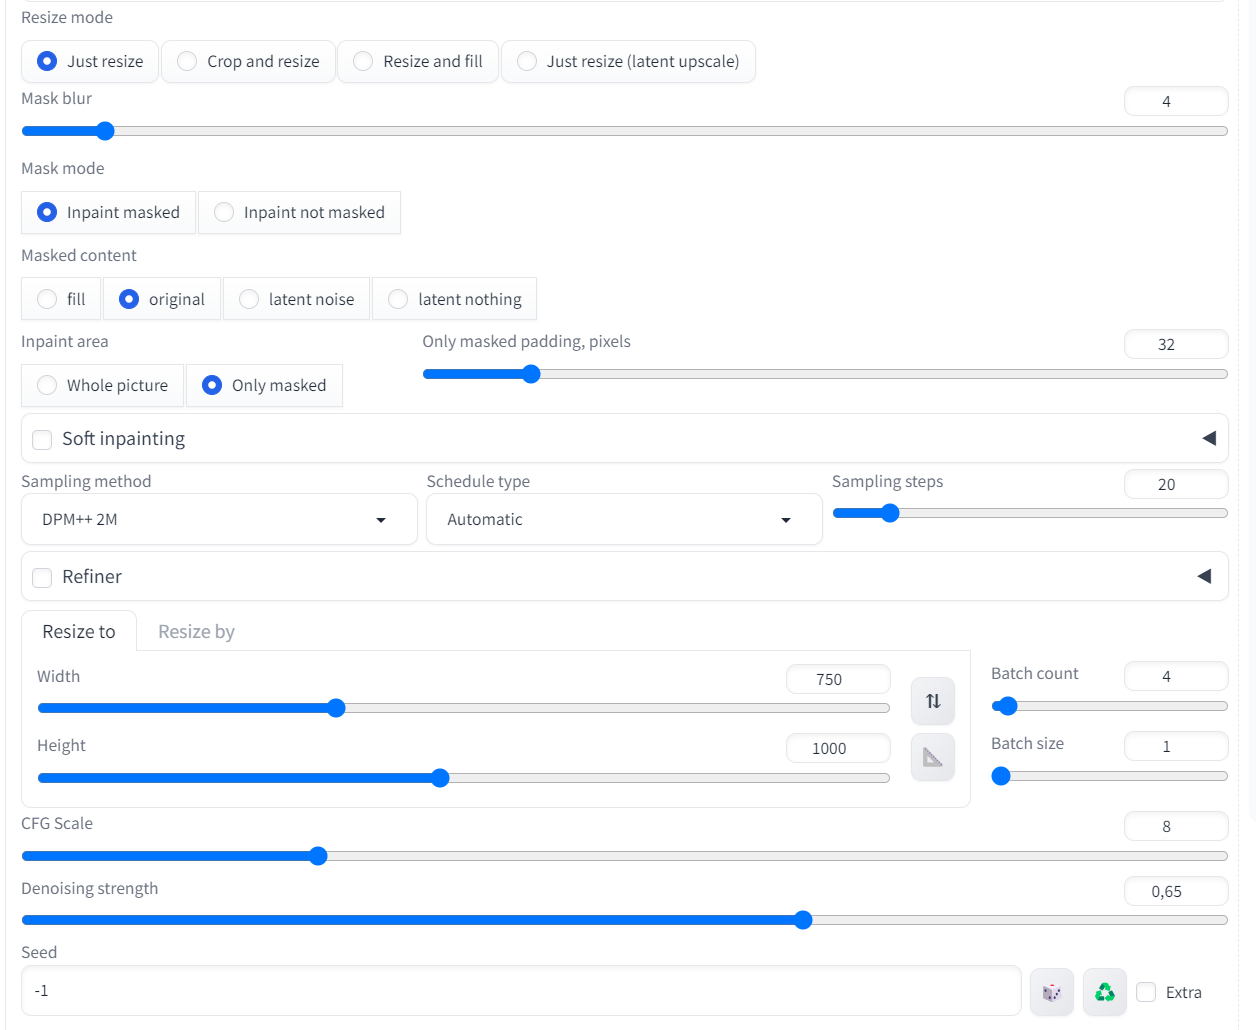 Resize mode
Just resize Crop and resize Resize and fill Just resize (latent upscale)
Mask blur 4
Mask mode
Inpaint masked Inpaint not masked
Masked content
fill original latent noise latent nothing
Inpaint area Only masked padding, pixels 32
Whole picture Only masked
Soft inpainting
Sampling method Schedule type Sampling steps 20
DPM++ 2M Automatic
Refiner
Resize to Resize by
Width 750 Batch count 4
Height 1000 Batch size 1
CFG Scale 8
Denoising strength 0,65
Seed
-1 Extra